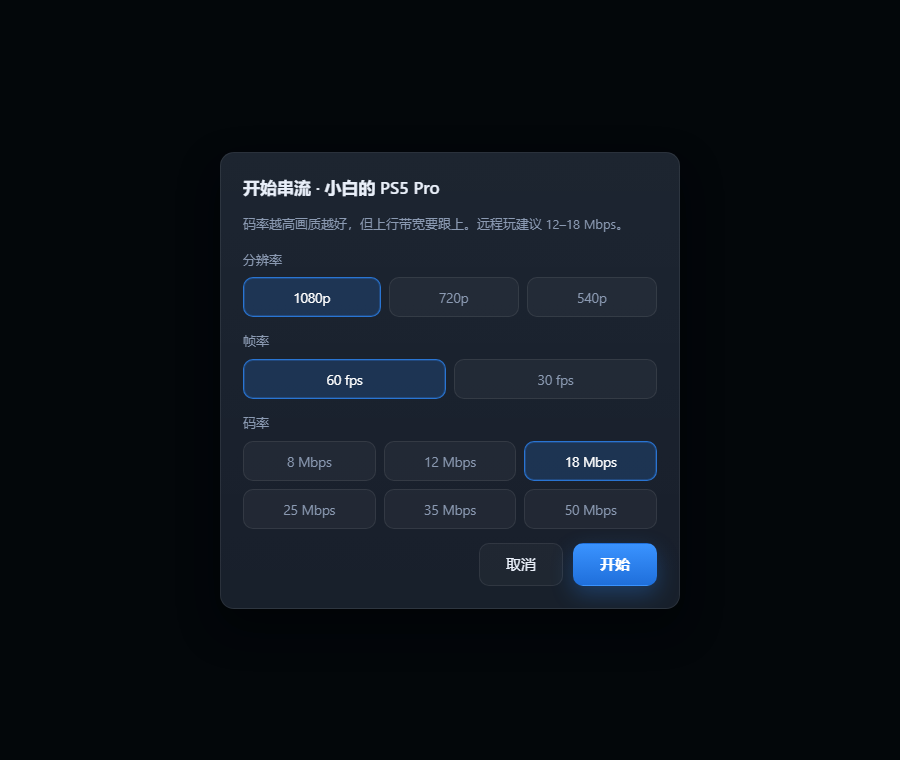 开始串流 · 小白的 PS5 Pro
码率越高画质越好，但上行带宽要跟上。远程玩建议 12–18 Mbps。
分辨率
1080p 720p 540p
帧率
60 fps 30 fps
码率
8 Mbps 12 Mbps 18 Mbps
25 Mbps 35 Mbps 50 Mbps
取消 开始